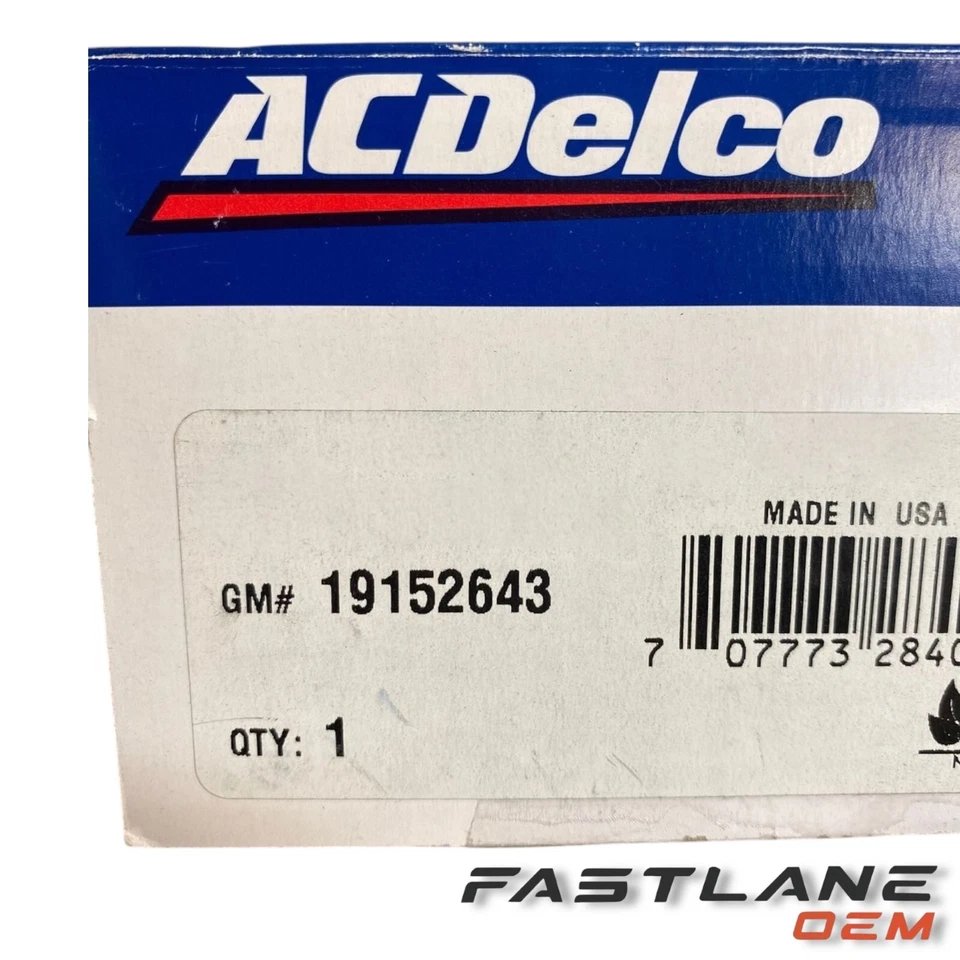 ACDelco
MADE IN USA
GM# 19152643
7 07773 2840
QTY: 1
FASTLANE
OEM